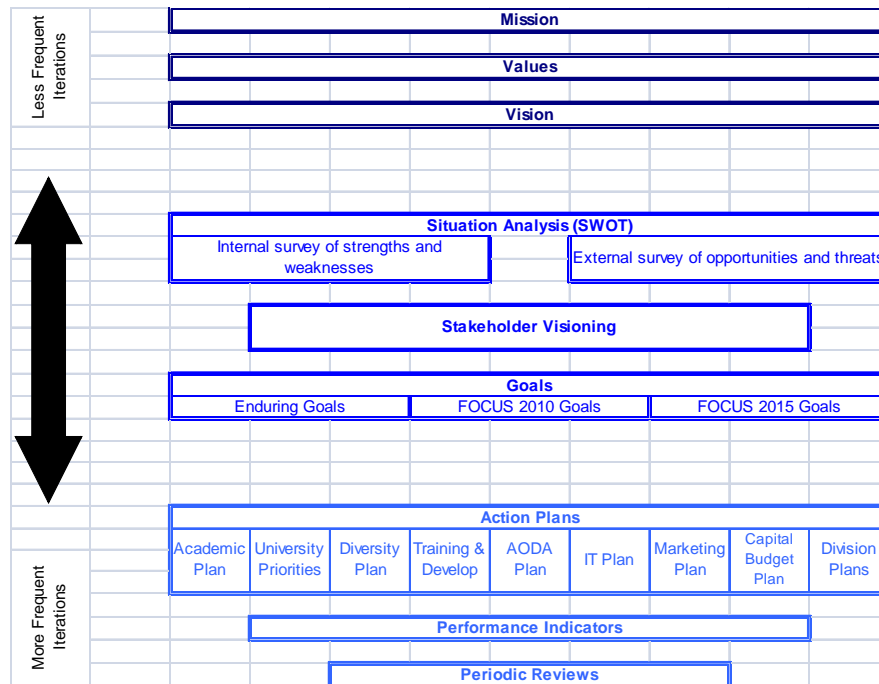 Less Frequent
Iterations
Mission
Values
Vision
Situation Analysis (SWOT)
Internal survey of strengths and
weaknesses
External survey of opportunities and threats
Stakeholder Visioning
Goals
Enduring Goals
FOCUS 2010 Goals
FOCUS 2015 Goals
Action Plans
Academic
Plan
University
Priorities
Diversity
Plan
Training &
Develop
AODA
Plan
IT Plan
Marketing
Plan
Capital
Budget
Plan
Division
Plans
More Frequent
Iterations
Performance Indicators
Periodic Reviews